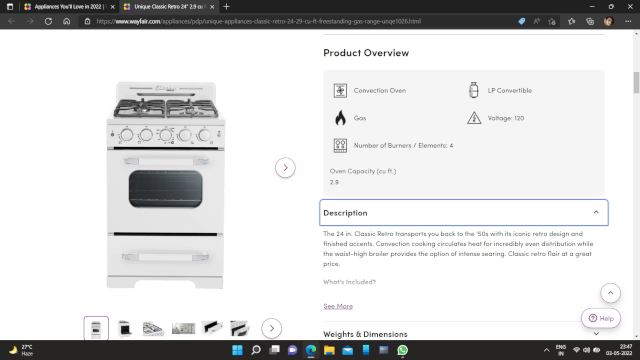 Appliances You'll Love in 2022 |
Unique Classic Retro 24" 2.9 cu
https://www.wayfair.com/appliances/pdp/unique-appliances-classic-retro-24-29-cu-ft-freestanding-gas-range-unqe1026.html
Product Overview
Convection Oven
LP Convertible
Gas
Voltage: 120
Number of Burners / Elements: 4
Oven Capacity (cu ft.)
2.9
Description
The 24 in. Classic Retro transports you back to the '50s with its iconic retro design and
finished accents. Convection cooking circulates heat for incredibly even distribution while
the waist-high broiler provides the option of intense searing. Classic retro flair at a great
price.
What's Included?
See More
Help
Weights & Dimensions
27°C
Haze
ENG
IN
23:47
03-05-2022